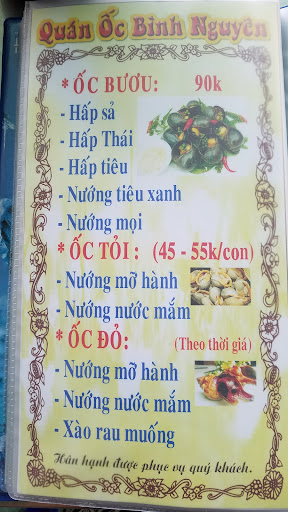 Quán Ốc Bình Nguyên
* ỐC BƯƠU: 90k
- Hấp sả
- Hấp Thái
- Hấp tiêu
- Nướng tiêu xanh
- Nướng mọi
* ỐC TỎI : (45 - 55k/con)
- Nướng mỡ hành
- Nướng nước mắm
* ỐC ĐỎ: (Theo thời giá)
- Nướng mỡ hành
- Nướng nước mắm
- Xào rau muống
Hân hạnh được phục vụ quý khách.